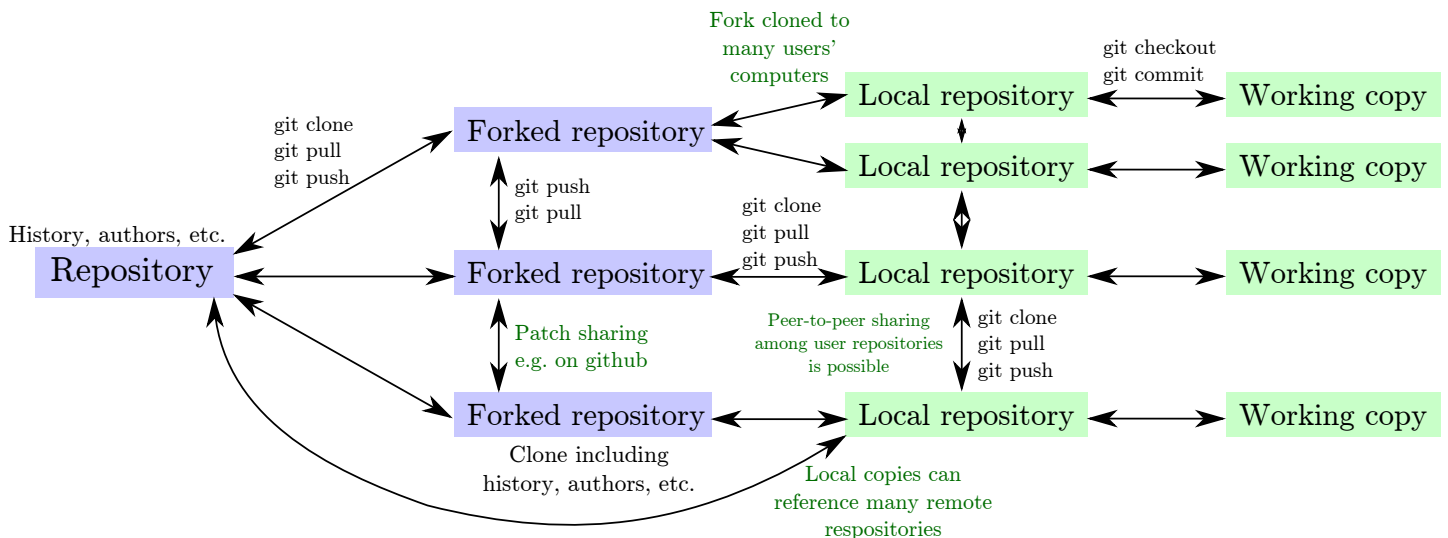 Fork cloned to
many users'
computers
git checkout
git commit
Local repository
Working copy
git clone
git pull
git push
Forked repository
Local repository
Working copy
git push
git pull
git clone
git pull
git push
History, authors, etc.
Repository
Forked repository
Local repository
Working copy
Patch sharing
e.g. on github
Peer-to-peer sharing
among user repositories
is possible
git clone
git pull
git push
Forked repository
Local repository
Working copy
Clone including
history, authors, etc.
Local copies can
reference many remote
respositories